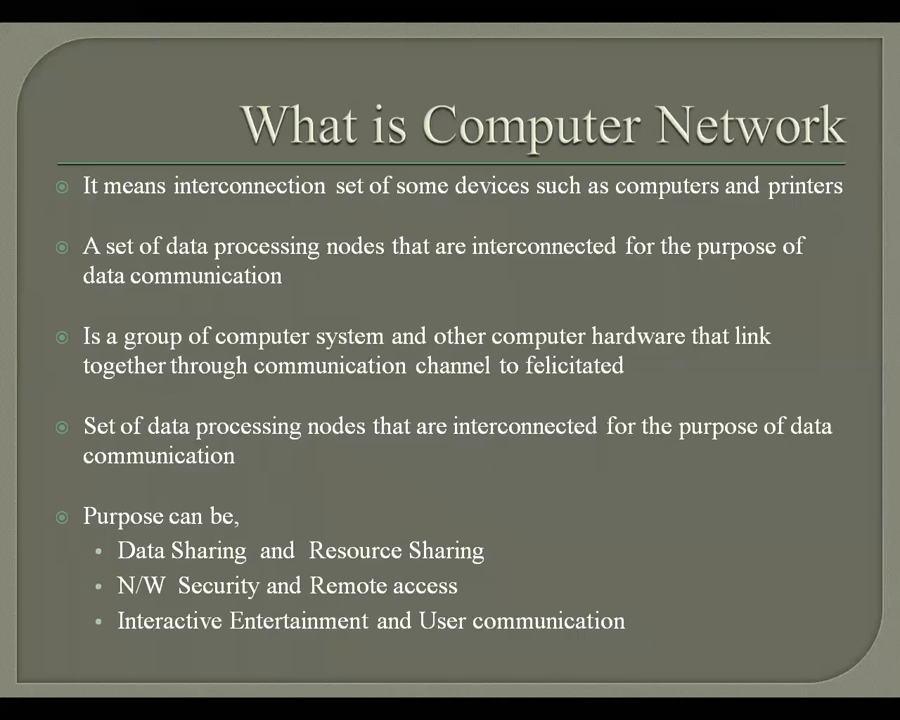 What is Computer Network
It means interconnection set of some devices such as computers and printers
A set of data processing nodes that are interconnected for the purpose of
data communication
Is a group of computer system and other computer hardware that link
together through communication channel to felicitated
Set of data processing nodes that are interconnected for the purpose of data
communication
Purpose can be,
Data Sharing and Resource Sharing
N/W Security and Remote access
Interactive Entertainment and User communication